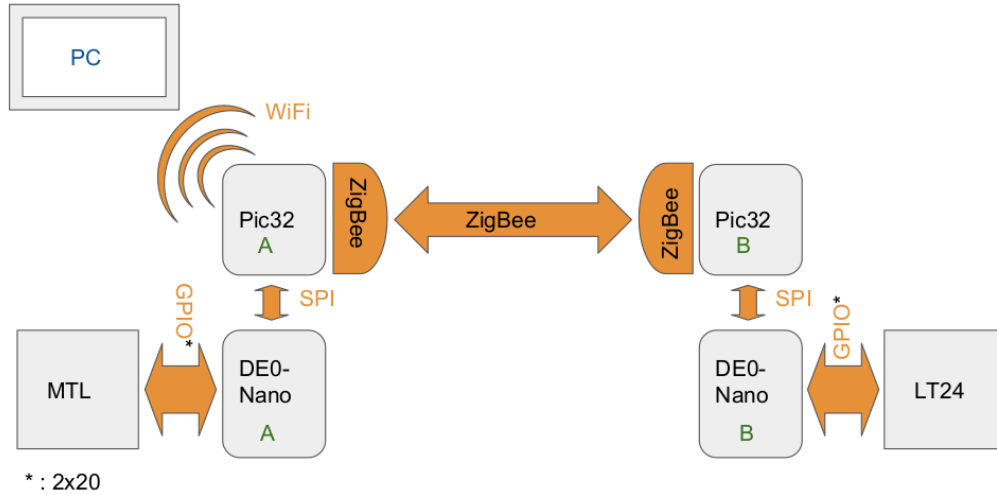 PC
WiFi
Pic32
A
ZigBee
ZigBee
ZigBee
Pic32
B
GPIO*
SPI
SPI
GPIO*
MTL
DE0-
Nano
A
DE0-
Nano
B
LT24
* : 2x20